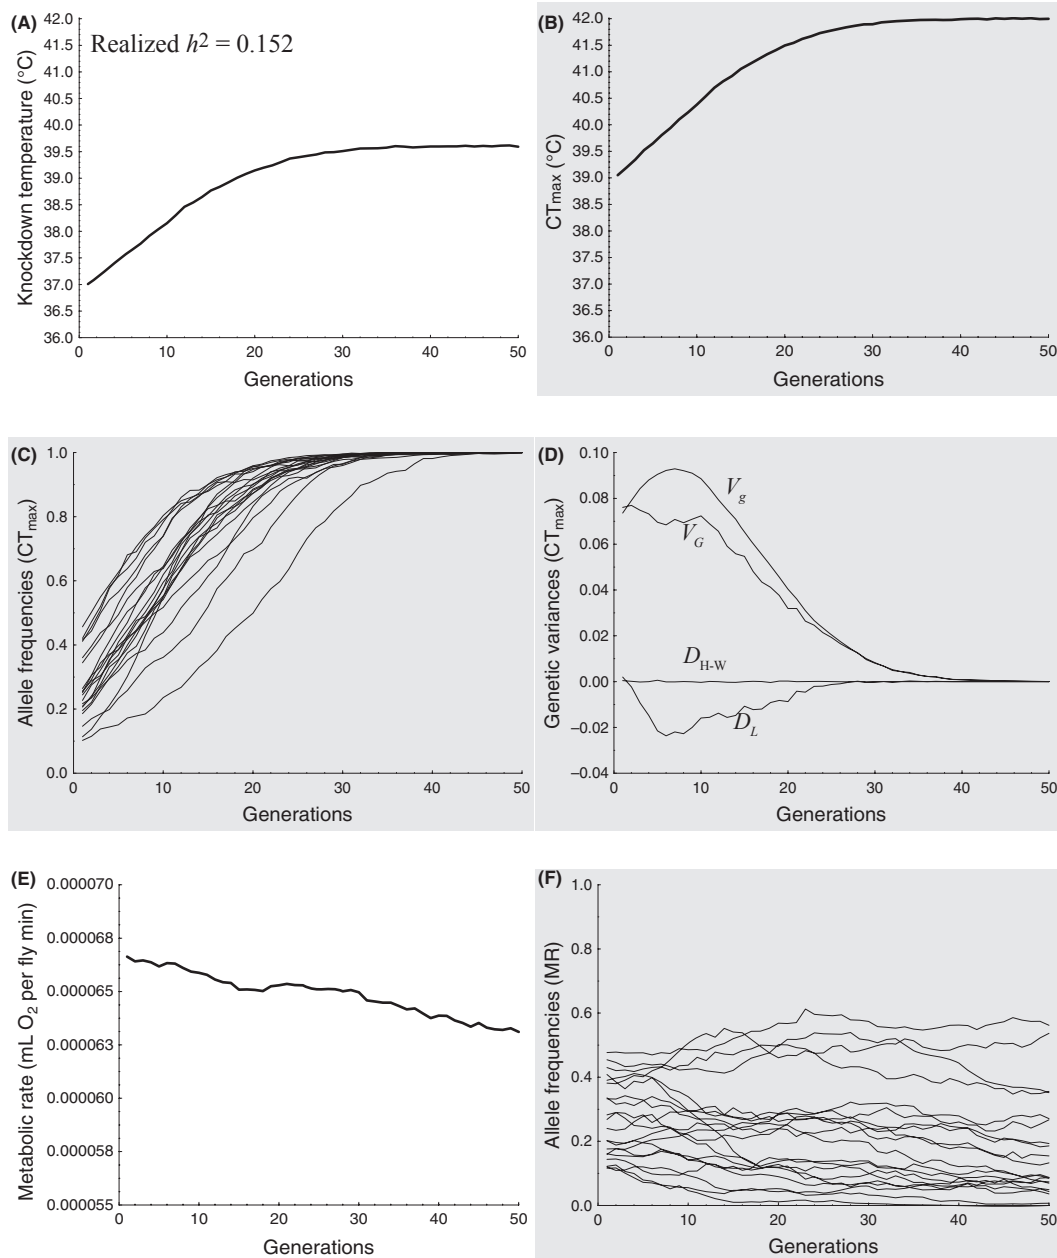 (A)
Realized h2 = 0.152
Knockdown temperature (°C)
42.0
41.5
41.0
40.5
40.0
39.5
39.0
38.5
38.0
37.5
37.0
36.5
36.0
0 10 20 30 40 50
Generations
(B)
CTmax (°C)
42.0
41.5
41.0
40.5
40.0
39.5
39.0
38.5
38.0
37.5
37.0
36.5
36.0
0 10 20 30 40 50
Generations
(C)
Allele frequencies (CTmax)
1.0
0.8
0.6
0.4
0.2
0.0
0 10 20 30 40 50
Generations
(D)
Genetic variances (CTmax)
0.10
0.08
0.06
0.04
0.02
0.00
–0.02
–0.04
Vg
VG
DH-W
DL
0 10 20 30 40 50
Generations
(E)
Metabolic rate (mL O2 per fly min)
0.000070
0.000068
0.000065
0.000063
0.000060
0.000058
0.000055
0 10 20 30 40 50
Generations
(F)
Allele frequencies (MR)
1.0
0.8
0.6
0.4
0.2
0.0
0 10 20 30 40 50
Generations